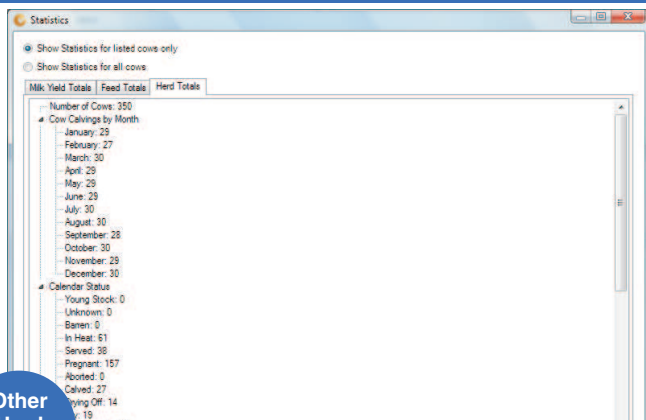 Statistics
Show Statistics for listed cows only
Show Statistics for all cows
Milk Yield Totals Feed Totals Herd Totals
Number of Cows: 350
Cow Calvings by Month
January: 29
February: 27
March: 30
April: 29
May: 29
June: 29
July: 30
August: 30
September: 28
October: 30
November: 29
December: 30
Calendar Status
Young Stock: 0
Unknown: 0
Barren: 0
In Heat: 61
Served: 38
Pregnant: 157
Aborted: 0
Calved: 27
Other
rying Off: 14
19